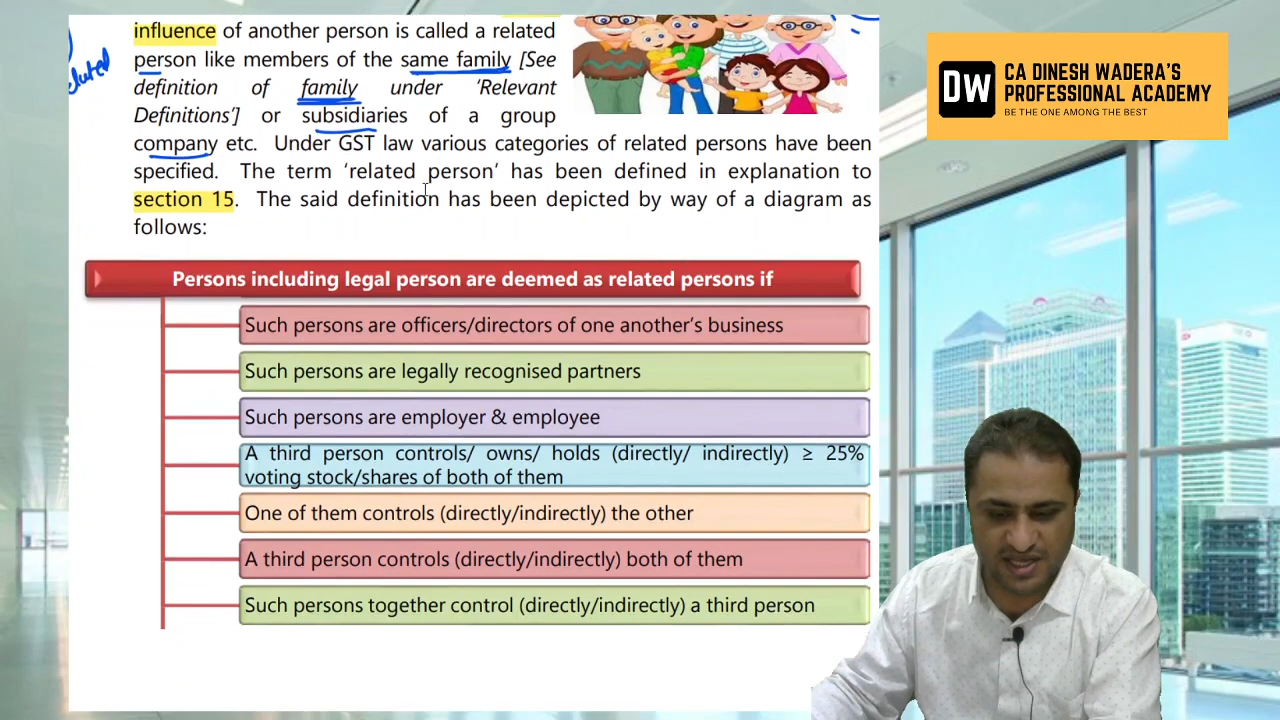 influence of another person is called a related
person like members of the same family [See
definition of family under ‘Relevant
Definitions’] or subsidiaries of a group
company etc. Under GST law various categories of related persons have been
specified. The term ‘related person’ has been defined in explanation to
section 15. The said definition has been depicted by way of a diagram as
follows:
Persons including legal person are deemed as related persons if
Such persons are officers/directors of one another’s business
Such persons are legally recognised partners
Such persons are employer & employee
A third person controls/ owns/ holds (directly/ indirectly) ≥ 25%
voting stock/shares of both of them
One of them controls (directly/indirectly) the other
A third person controls (directly/indirectly) both of them
Such persons together control (directly/indirectly) a third person
DW
CA DINESH WADERA'S
PROFESSIONAL ACADEMY
BE THE ONE AMONG THE BEST